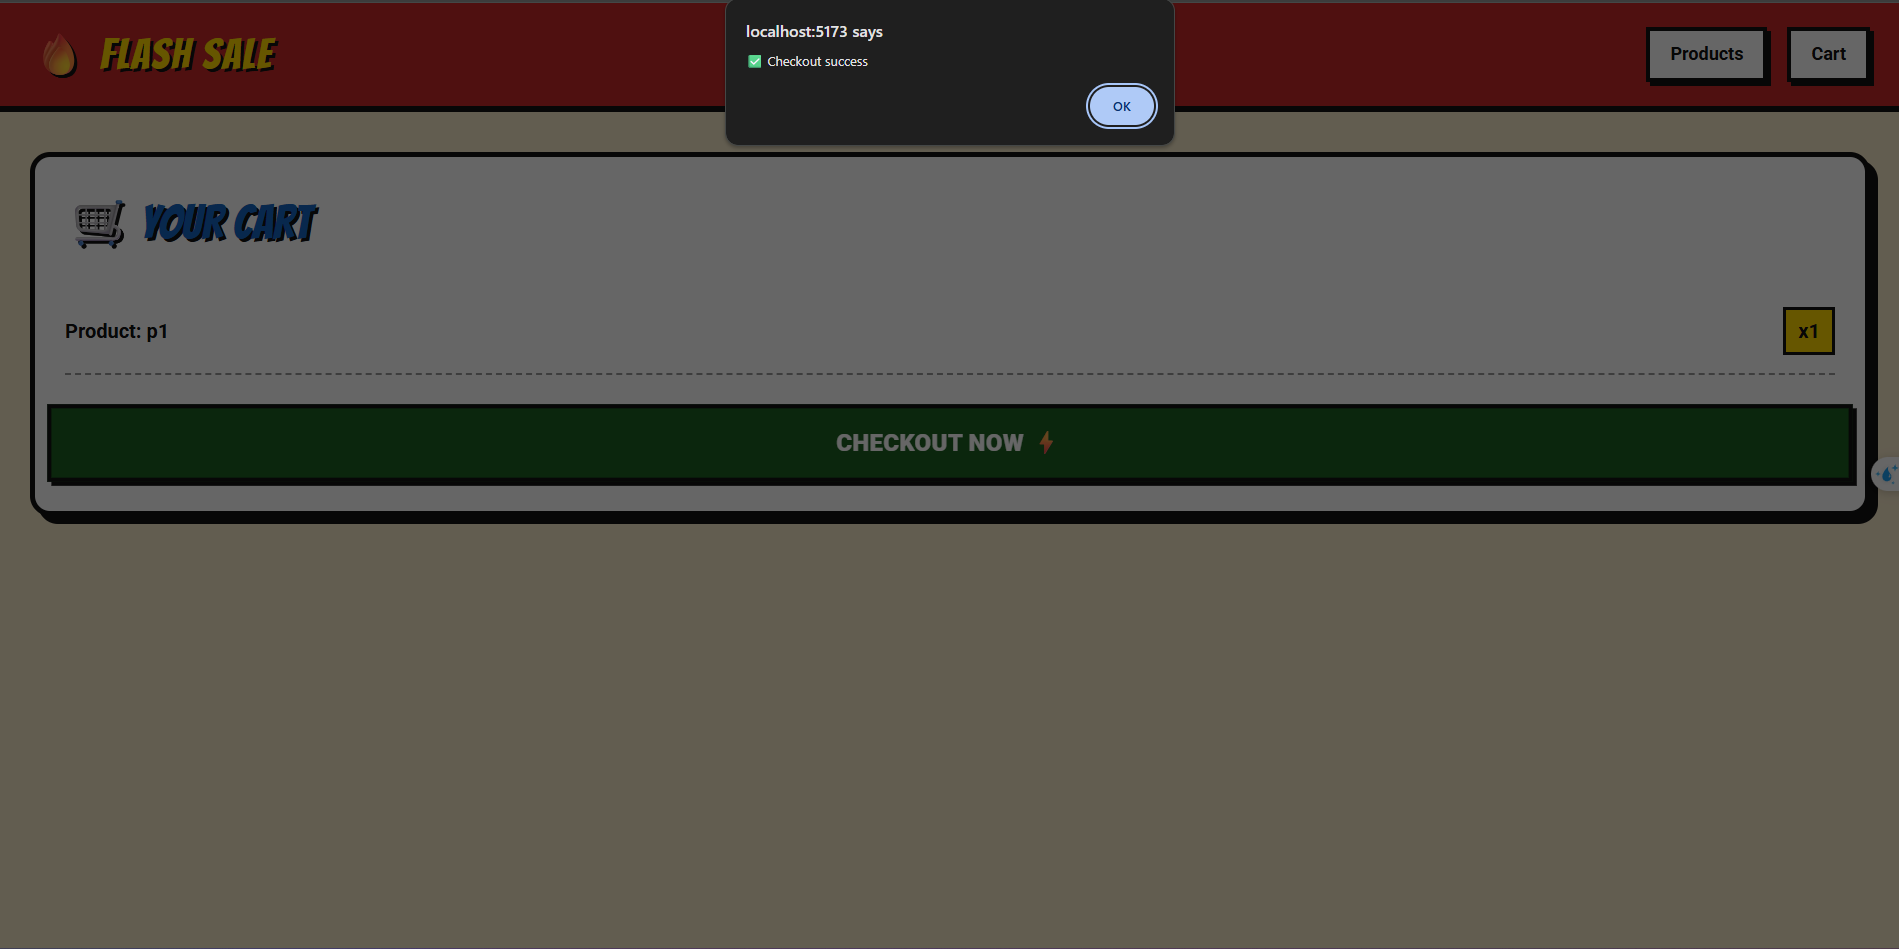 localhost:5173 says
✅ Checkout success
OK
🔥 FLASH SALE
Products
Cart
🛒 YOUR CART
Product: p1
x1
CHECKOUT NOW ⚡